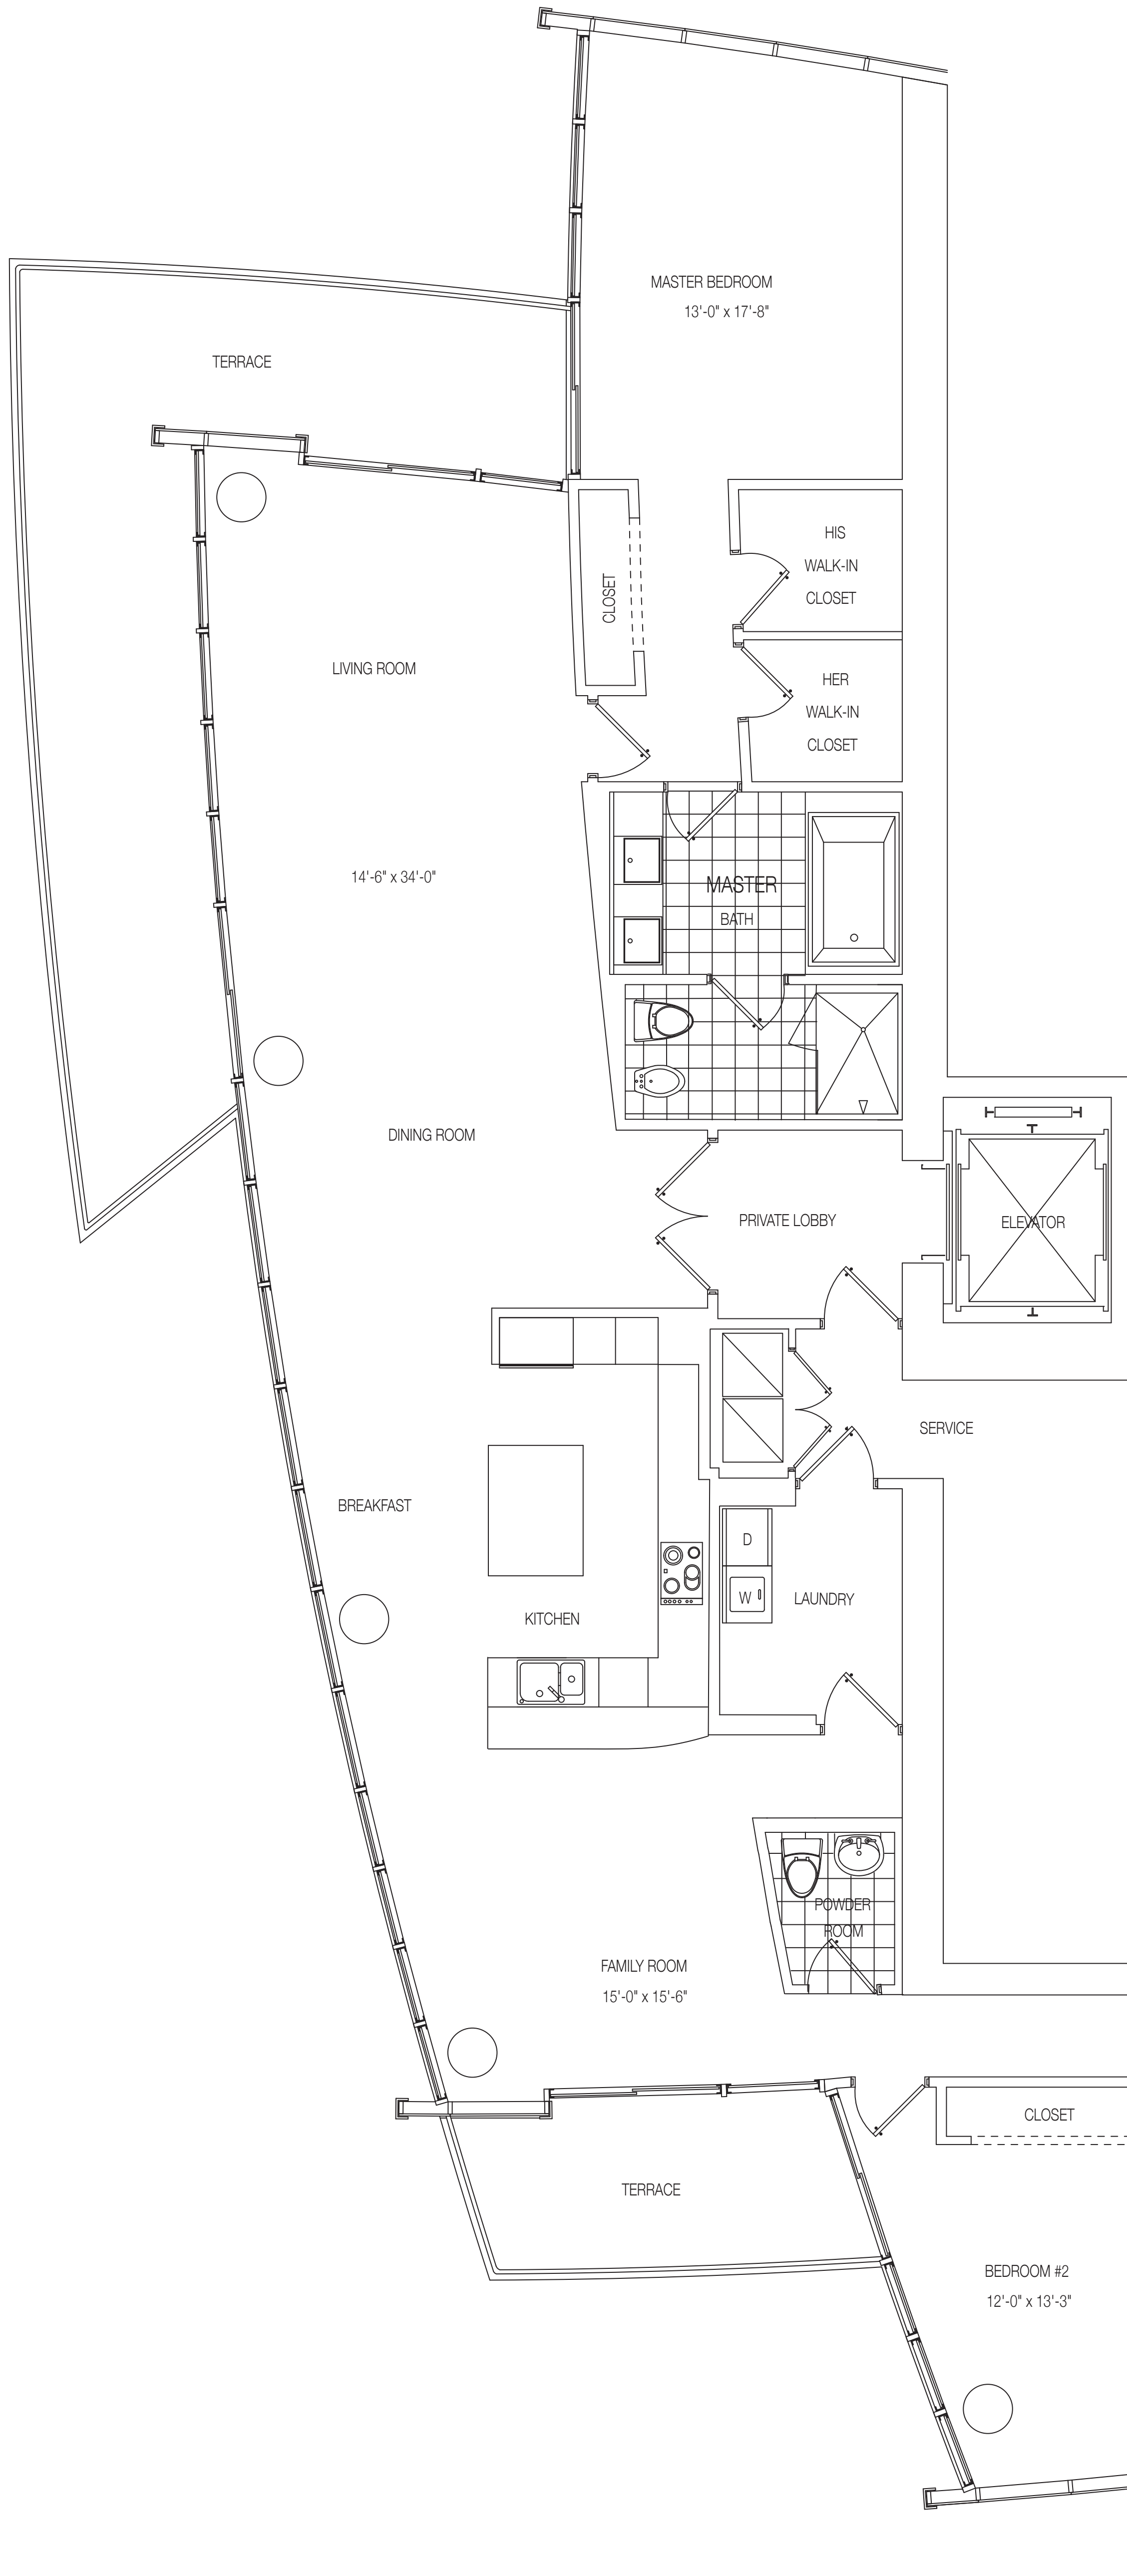 MASTER BEDROOM
13'-0" x 17'-8"
TERRACE
HIS
WALK-IN
CLOSET
CLOSET
LIVING ROOM
HER
WALK-IN
CLOSET
14'-6" x 34'-0"
MASTER
BATH
DINING ROOM
PRIVATE LOBBY
ELEVATOR
SERVICE
BREAKFAST
D
W
LAUNDRY
KITCHEN
POWDER
ROOM
FAMILY ROOM
15'-0" x 15'-6"
CLOSET
TERRACE
BEDROOM #2
12'-0" x 13'-3"